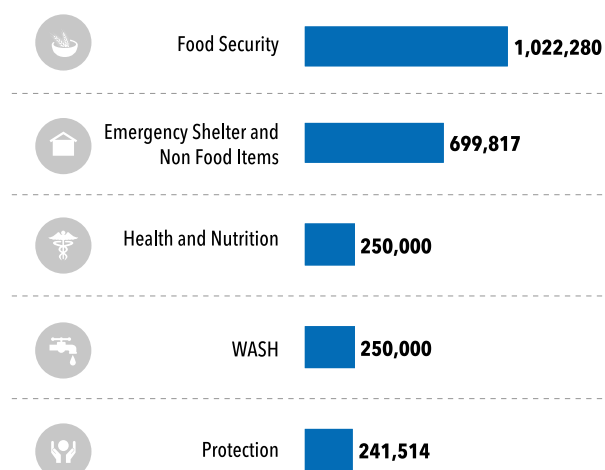 Food Security
1,022,280
Emergency Shelter and
Non Food Items
699,817
Health and Nutrition
250,000
WASH
250,000
Protection
241,514